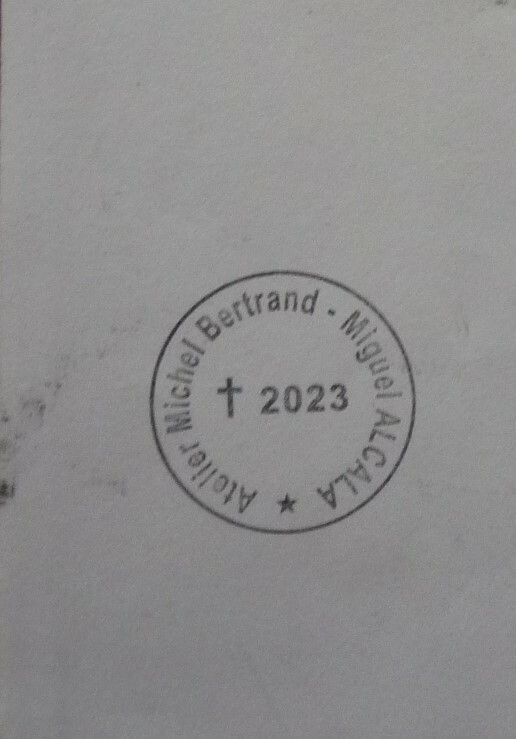 Atelier Michel Bertrand - Miguel ALCALA ★
† 2023